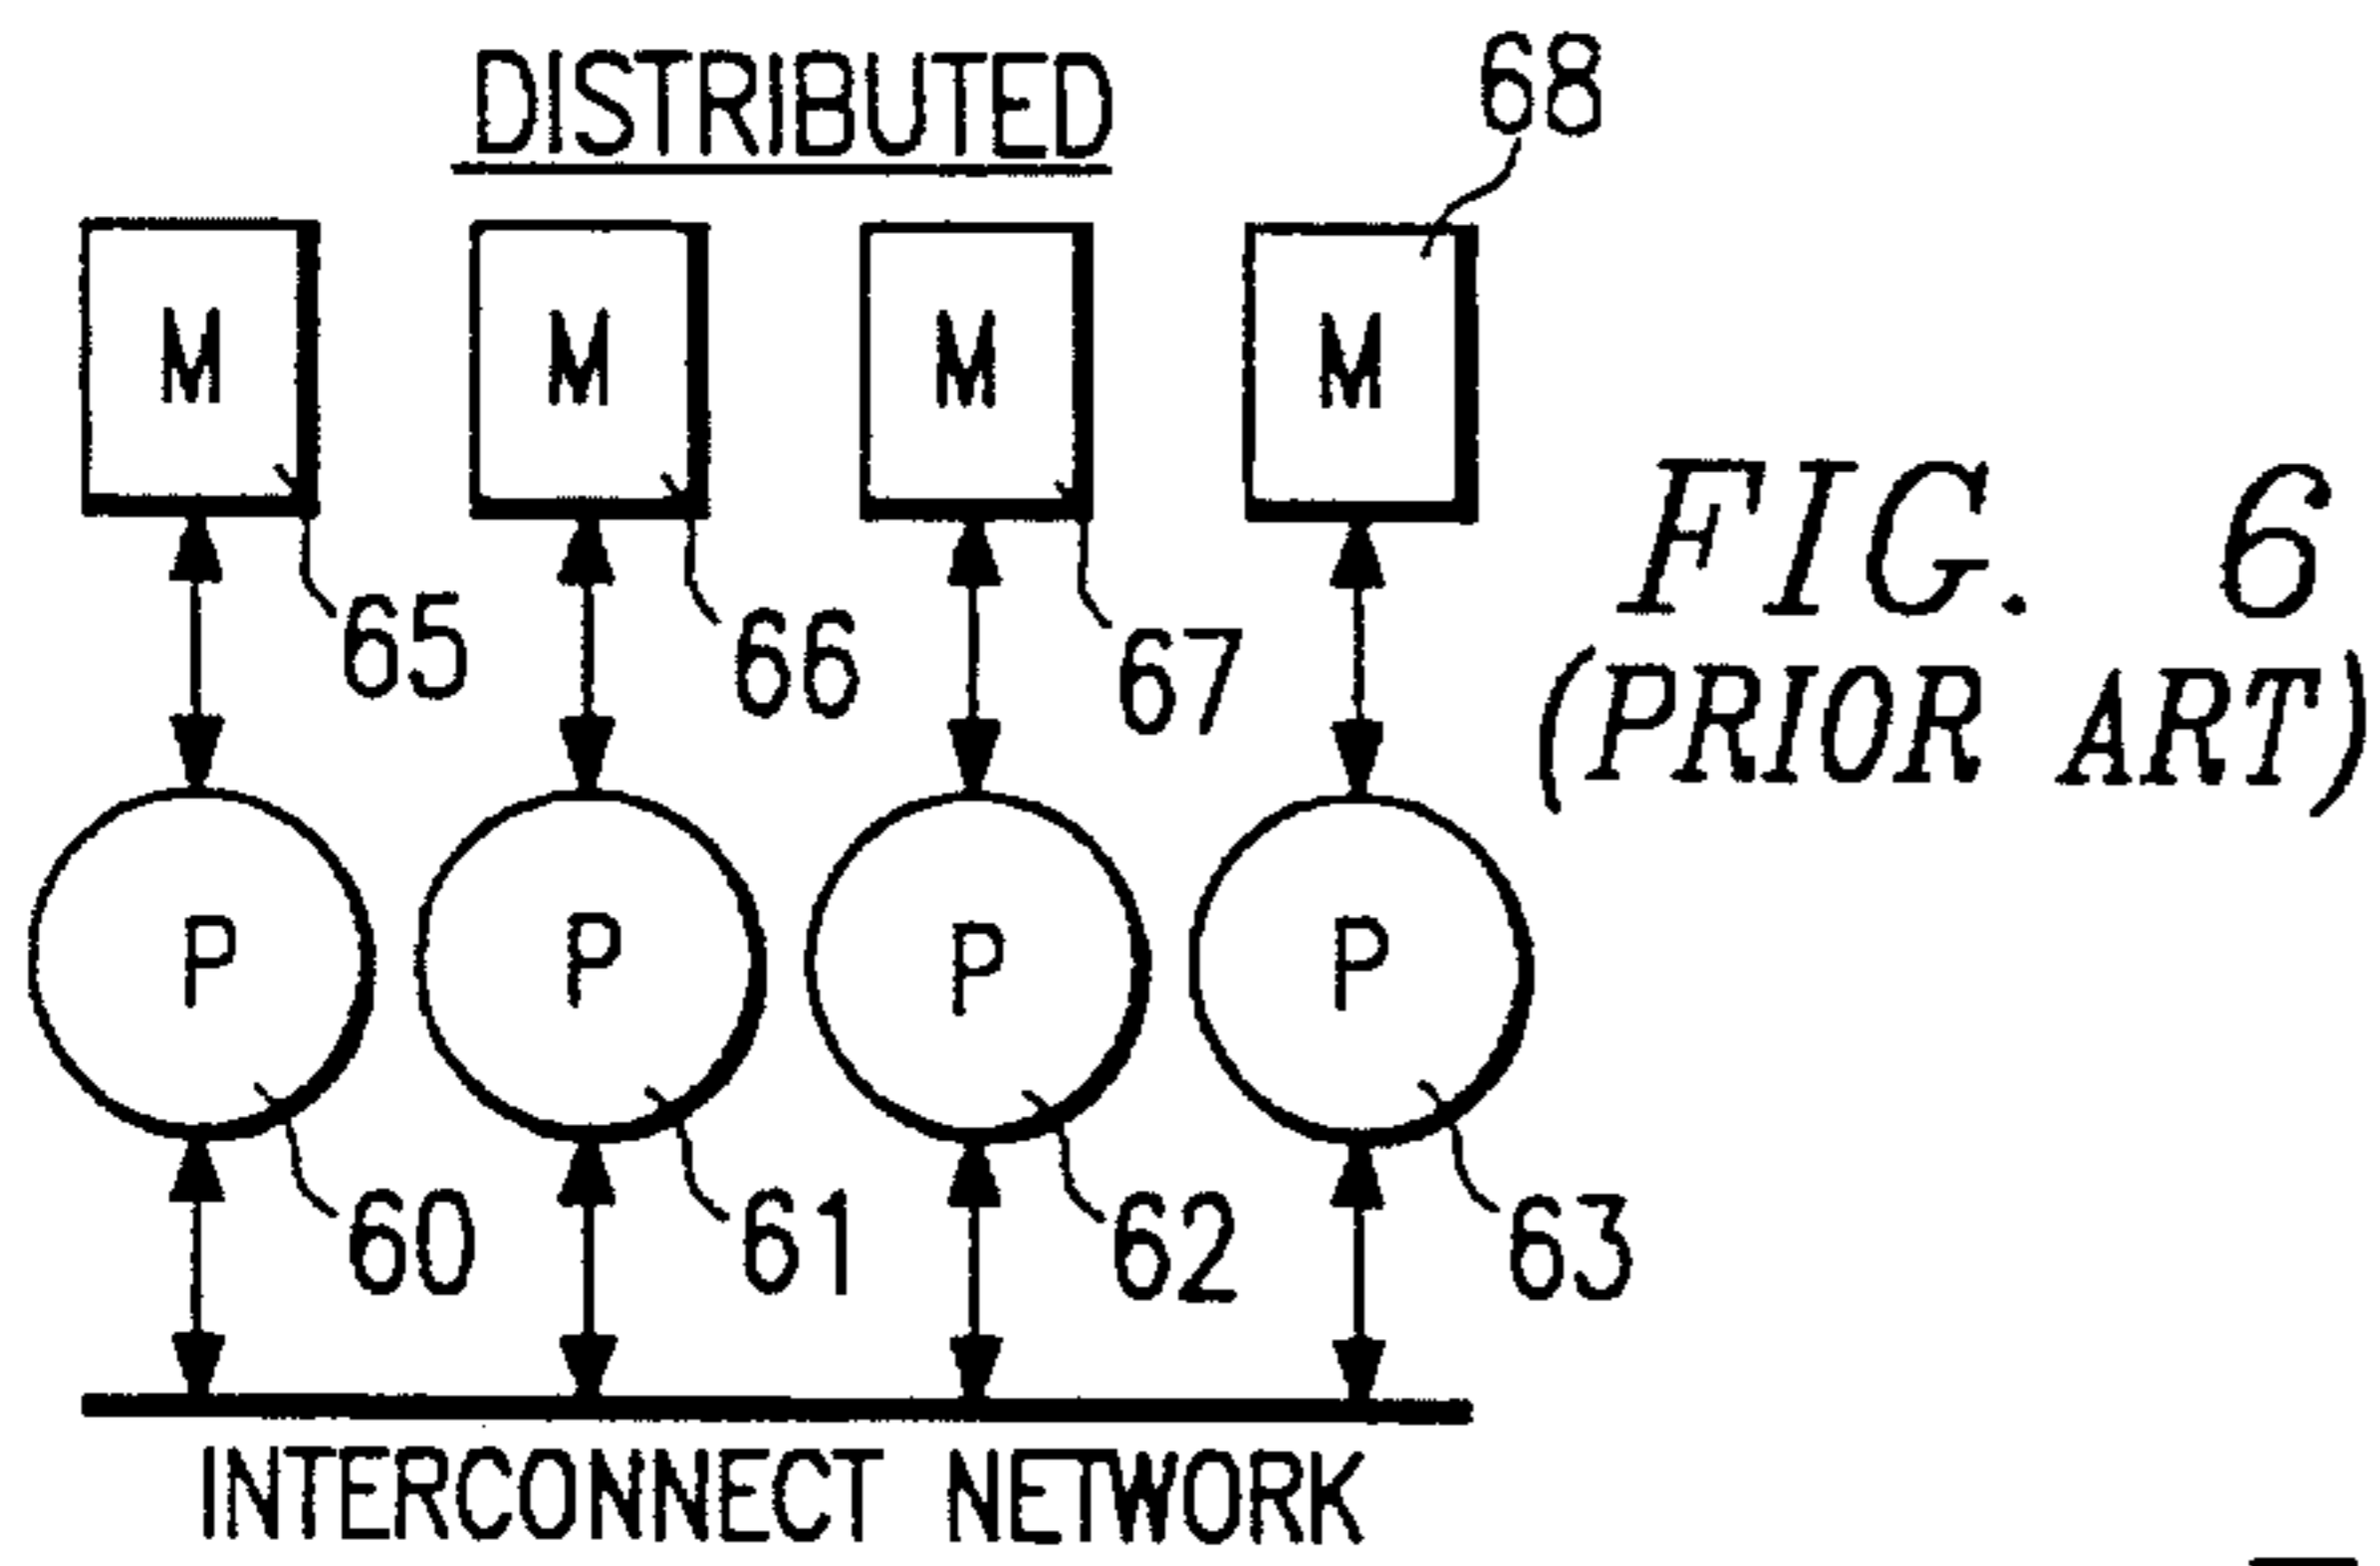 DISTRIBUTED
68
M M M M
65 66 67
FIG. 6
(PRIOR ART)
P P P P
60 61 62 63
INTERCONNECT NETWORK